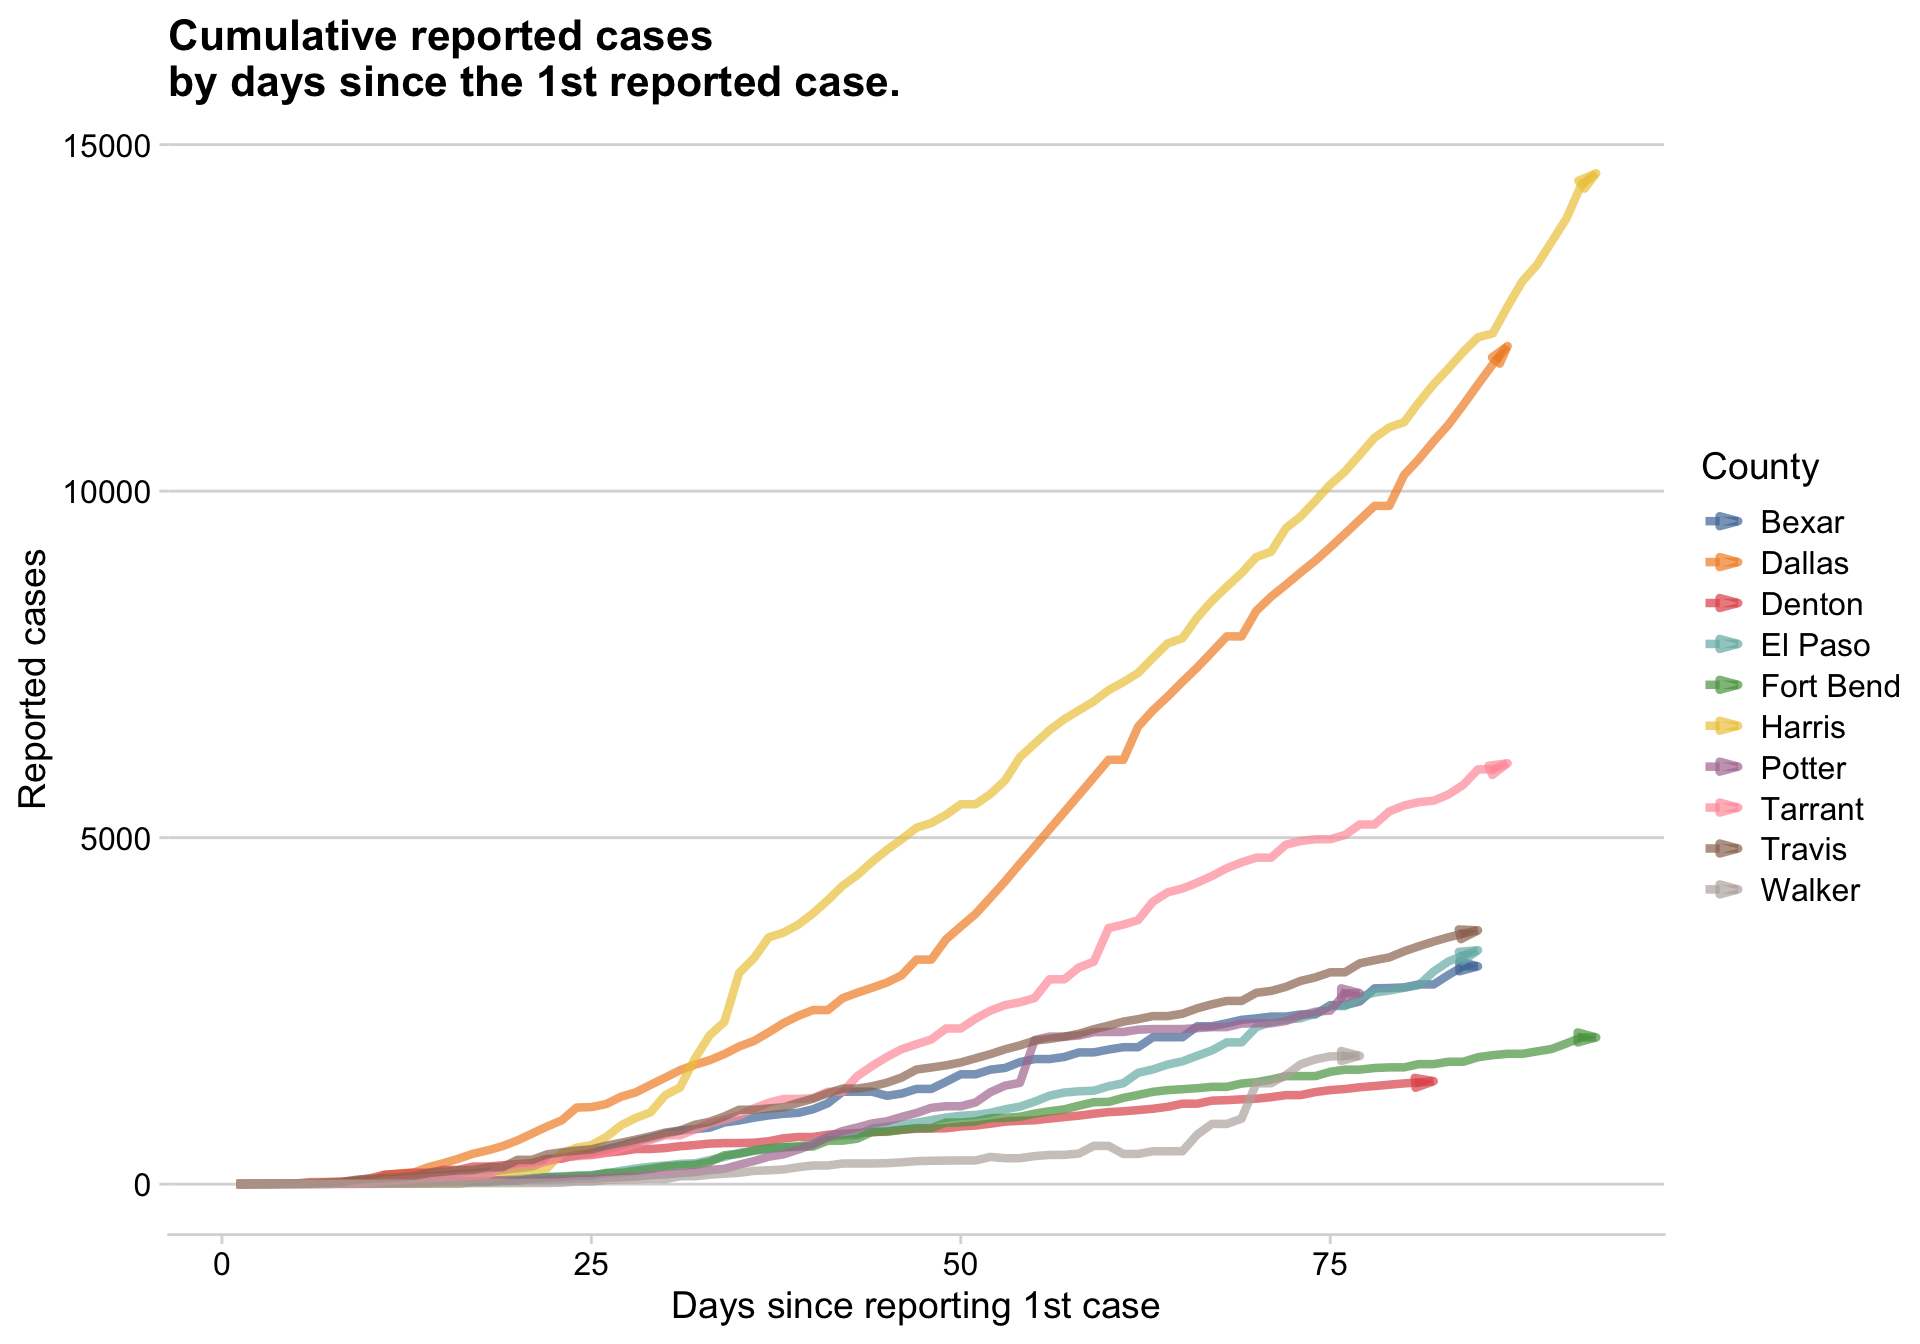 Cumulative reported cases
by days since the 1st reported case.
15000
10000
5000
0
Reported cases
0 25 50 75
Days since reporting 1st case
County
Bexar
Dallas
Denton
El Paso
Fort Bend
Harris
Potter
Tarrant
Travis
Walker